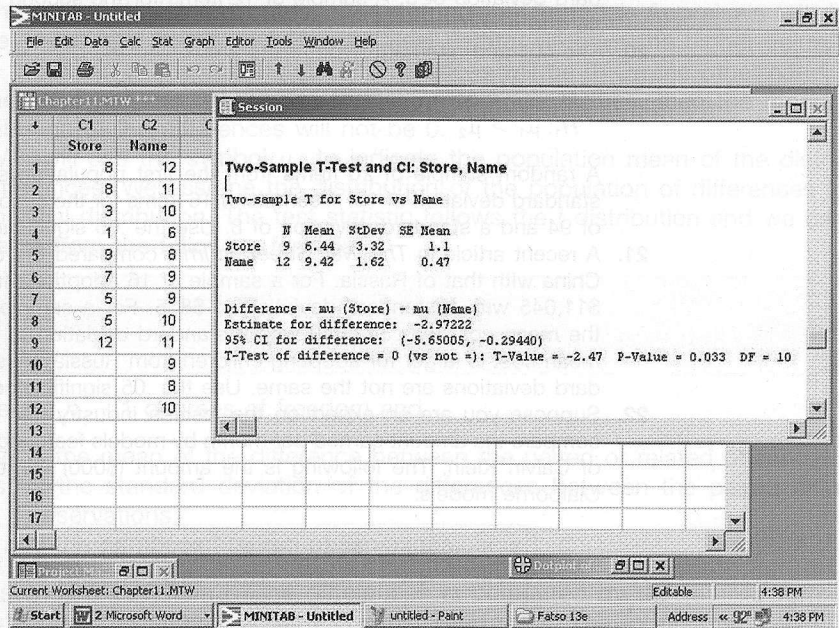 MINITAB - Untitled
File Edit Data Calc Stat Graph Editor Tools Window Help
Chapter11.MTW ***
C1 C2
Store Name
1 8 12
2 8 11
3 3 10
4 1 6
5 9 8
6 7 9
7 5 9
8 5 10
9 12 11
10 9
11 8
12 10
13
14
15
16
17
Session
Two-Sample T-Test and CI: Store, Name
Two-sample T for Store vs Name
N Mean StDev SE Mean
Store 9 6.44 3.32 1.1
Name 12 9.42 1.62 0.47
Difference = mu (Store) - mu (Name)
Estimate for difference: -2.97222
95% CI for difference: (-5.65005, -0.29440)
T-Test of difference = 0 (vs not =): T-Value = -2.47 P-Value = 0.033 DF = 10
Current Worksheet: Chapter11.MTW Editable 4:38 PM
Start 2 Microsoft Word MINITAB - Untitled untitled - Paint Fatso 13e Address « 92° 4:38 PM